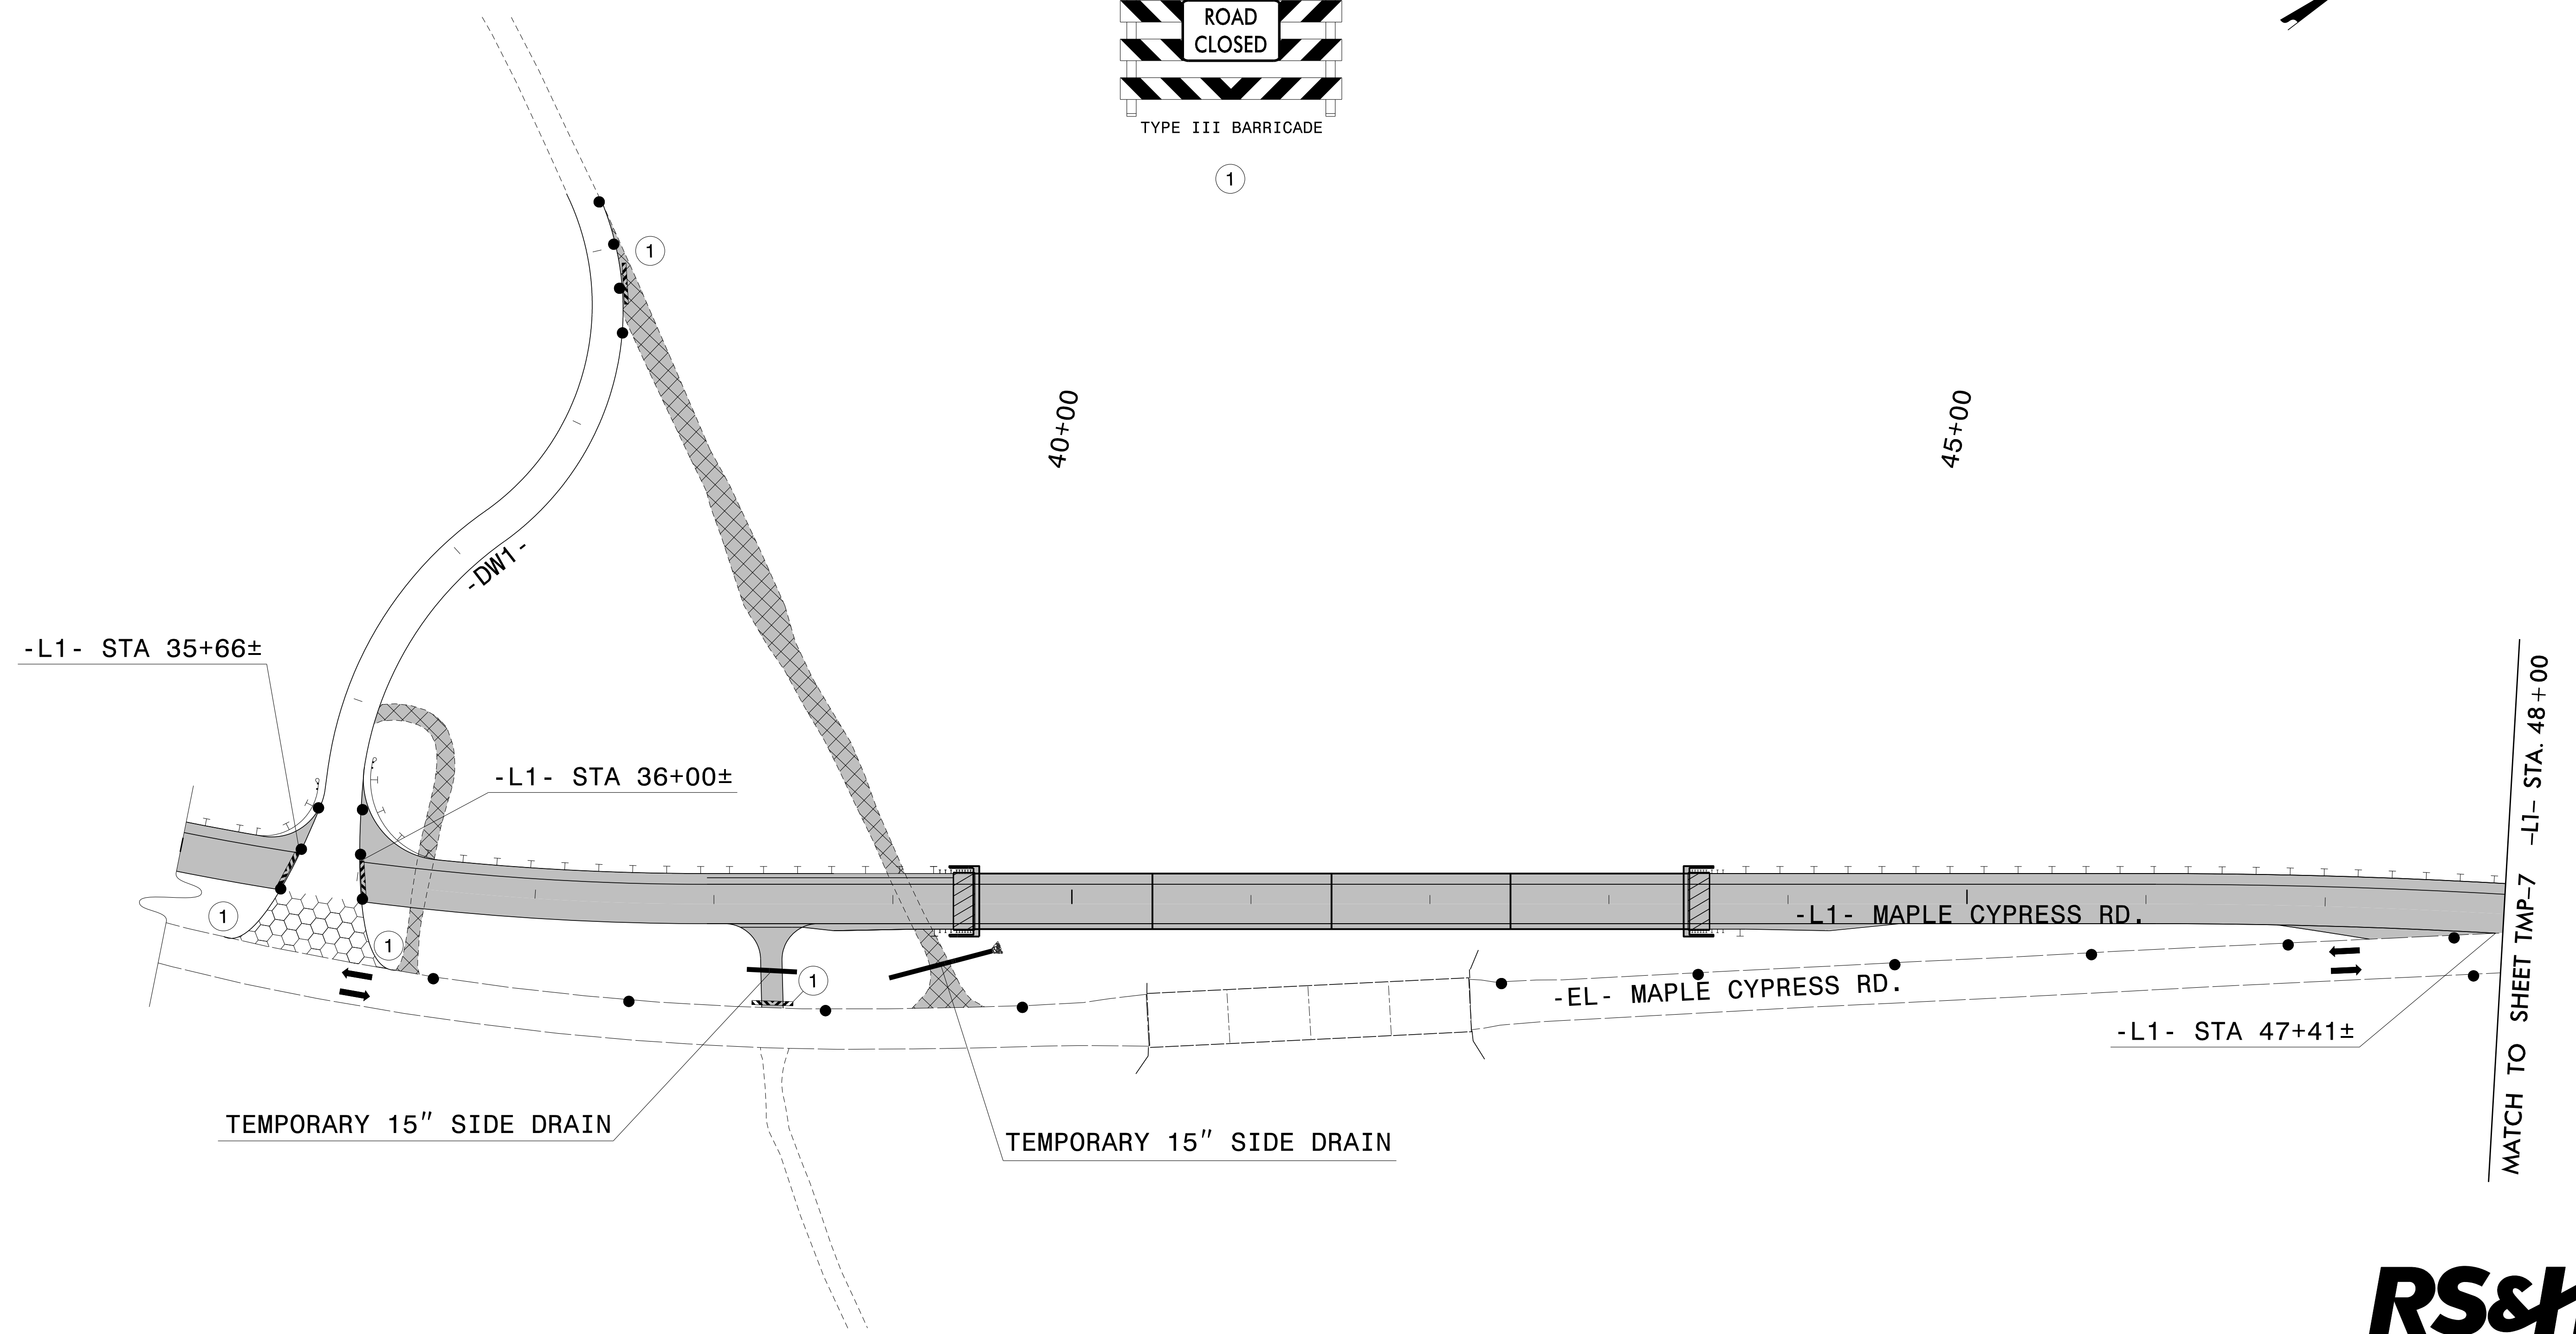 ROAD
CLOSED
TYPE III BARRICADE
1
1
40+00
45+00
-DW1-
-L1- STA 35+66±
-L1- STA 36+00±
-L1- MAPLE CYPRESS RD.
1
1
1
-EL- MAPLE CYPRESS RD.
-L1- STA 47+41±
TEMPORARY 15" SIDE DRAIN
TEMPORARY 15" SIDE DRAIN
MATCH TO SHEET TMP-7 -L1- STA. 48+00
RS&H